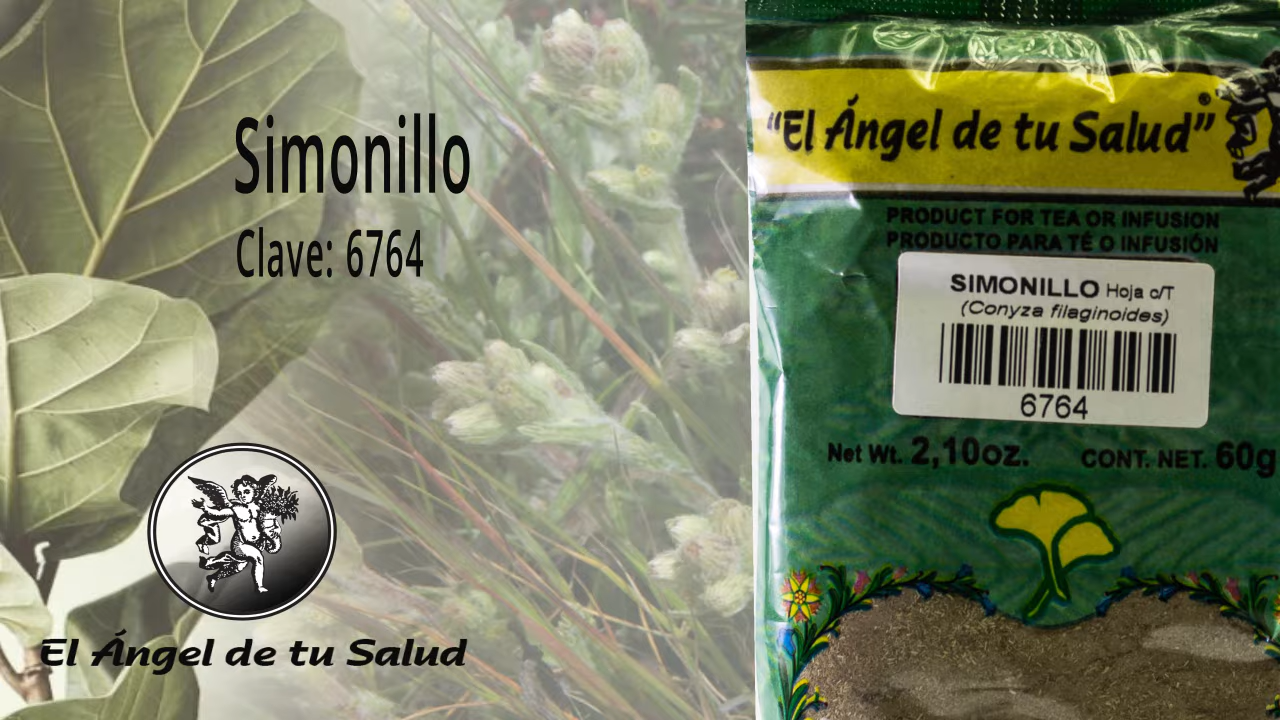 Simonillo
Clave: 6764
El Ángel de tu Salud
"El Ángel de tu Salud"®
PRODUCT FOR TEA OR INFUSION
PRODUCTO PARA TÉ O INFUSIÓN
SIMONILLO Hoja c/T
(Conyza filaginoides)
6764
Net Wt. 2,10oz. CONT. NET. 60g